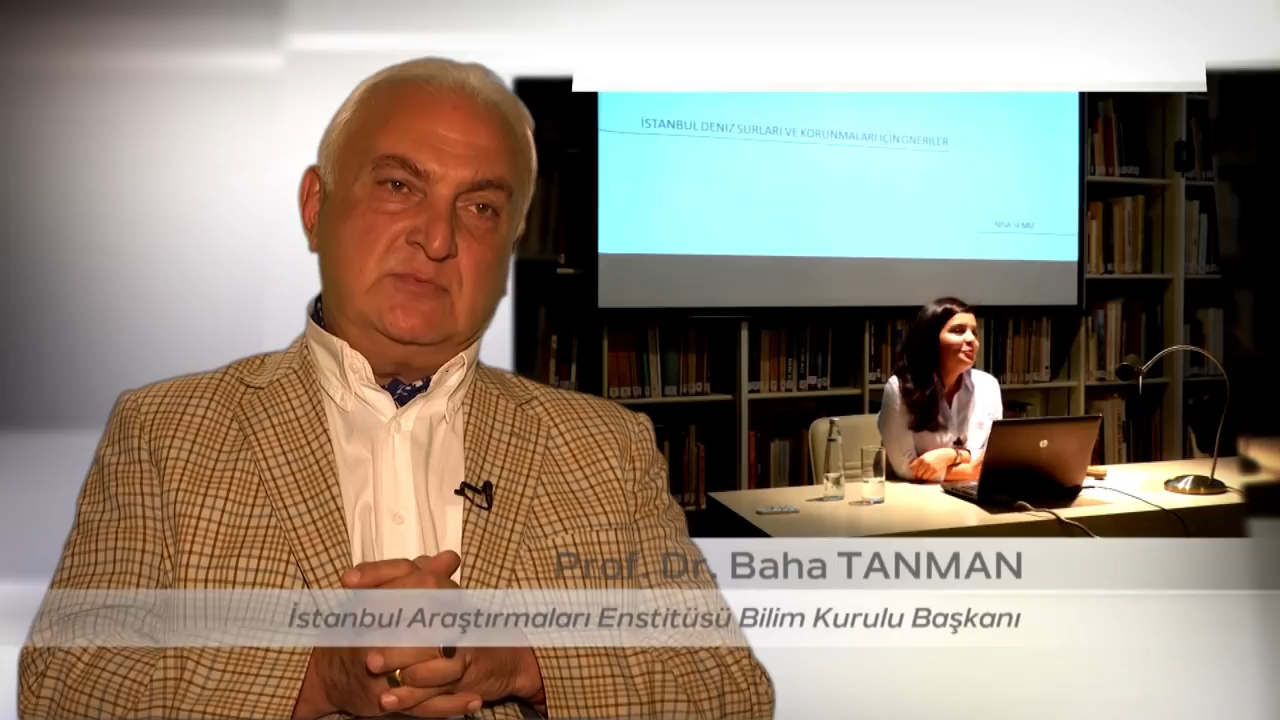 İSTANBUL DENİZ SURLARI VE KORUNMALARI İÇİN ÖNERİLER
Prof. Dr. Baha TANMAN
İstanbul Araştırmaları Enstitüsü Bilim Kurulu Başkanı